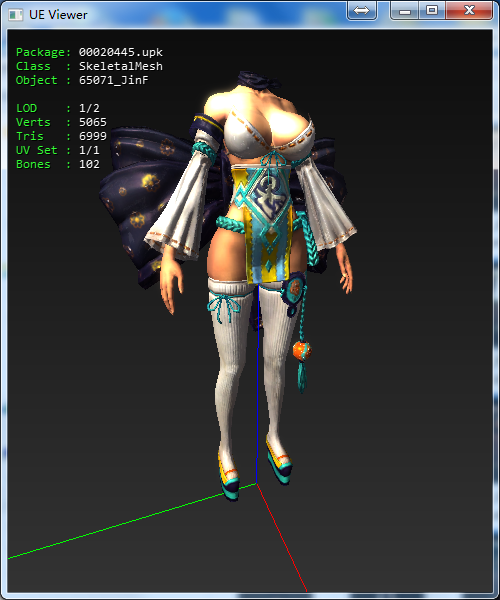 UE Viewer
Package: 00020445.upk
Class  : SkeletalMesh
Object : 65071_JinF
LOD    : 1/2
Verts  : 5065
Tris   : 6999
UV Set : 1/1
Bones  : 102